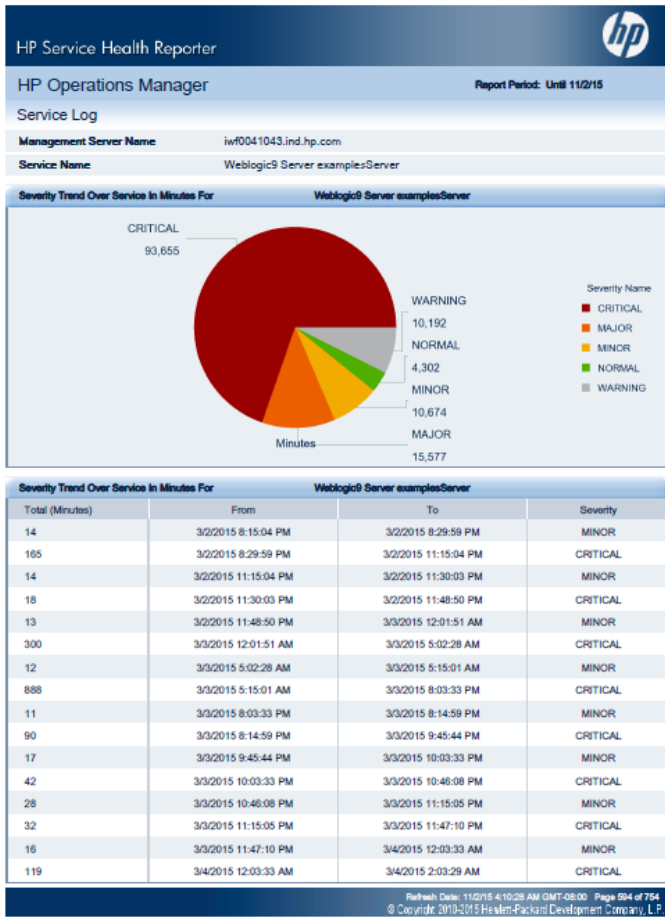 HP Service Health Reporter
hp
HP Operations Manager Report Period: Until 11/2/15
Service Log
Management Server Name iwf0041043.ind.hp.com
Service Name Weblogic9 Server examplesServer
Severity Trend Over Service In Minutes For Weblogic9 Server examplesServer
CRITICAL
93,655
WARNING
10,192
NORMAL
4,302
MINOR
10,674
MAJOR
15,577
Minutes
Severity Name
CRITICAL
MAJOR
MINOR
NORMAL
WARNING
Severity Trend Over Service In Minutes For Weblogic9 Server examplesServer
Total (Minutes) From To Severity
14 3/2/2015 8:15:04 PM 3/2/2015 8:29:59 PM MINOR
165 3/2/2015 8:29:59 PM 3/2/2015 11:15:04 PM CRITICAL
14 3/2/2015 11:15:04 PM 3/2/2015 11:30:03 PM MINOR
18 3/2/2015 11:30:03 PM 3/2/2015 11:48:50 PM CRITICAL
13 3/2/2015 11:48:50 PM 3/3/2015 12:01:51 AM MINOR
300 3/3/2015 12:01:51 AM 3/3/2015 5:02:28 AM CRITICAL
12 3/3/2015 5:02:28 AM 3/3/2015 5:15:01 AM MINOR
888 3/3/2015 5:15:01 AM 3/3/2015 8:03:33 PM CRITICAL
11 3/3/2015 8:03:33 PM 3/3/2015 8:14:59 PM MINOR
90 3/3/2015 8:14:59 PM 3/3/2015 9:45:44 PM CRITICAL
17 3/3/2015 9:45:44 PM 3/3/2015 10:03:33 PM MINOR
42 3/3/2015 10:03:33 PM 3/3/2015 10:46:08 PM CRITICAL
28 3/3/2015 10:46:08 PM 3/3/2015 11:15:05 PM MINOR
32 3/3/2015 11:15:05 PM 3/3/2015 11:47:10 PM CRITICAL
16 3/3/2015 11:47:10 PM 3/4/2015 12:03:33 AM MINOR
119 3/4/2015 12:03:33 AM 3/4/2015 2:03:29 AM CRITICAL
Refresh Date: 11/2/15 4:10:28 AM GMT-08:00 Page 594 of 754
© Copyright 2010-2015 Hewlett-Packard Development Company, L.P.